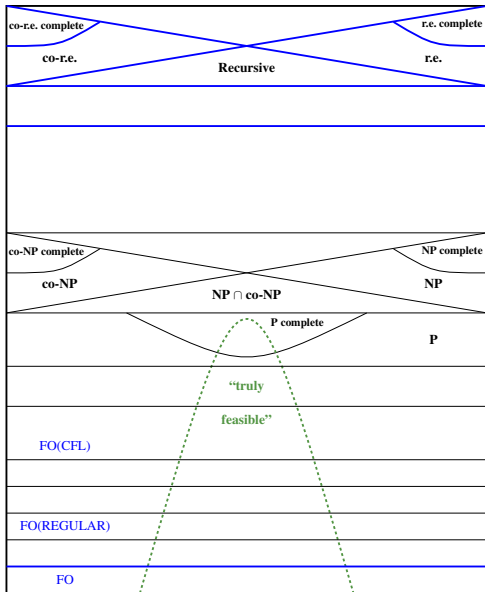 co-r.e. complete
r.e. complete
co-r.e.
Recursive
r.e.
co-NP complete
NP complete
co-NP
NP ∩ co-NP
NP
P complete
P
“truly
feasible”
FO(CFL)
FO(REGULAR)
FO